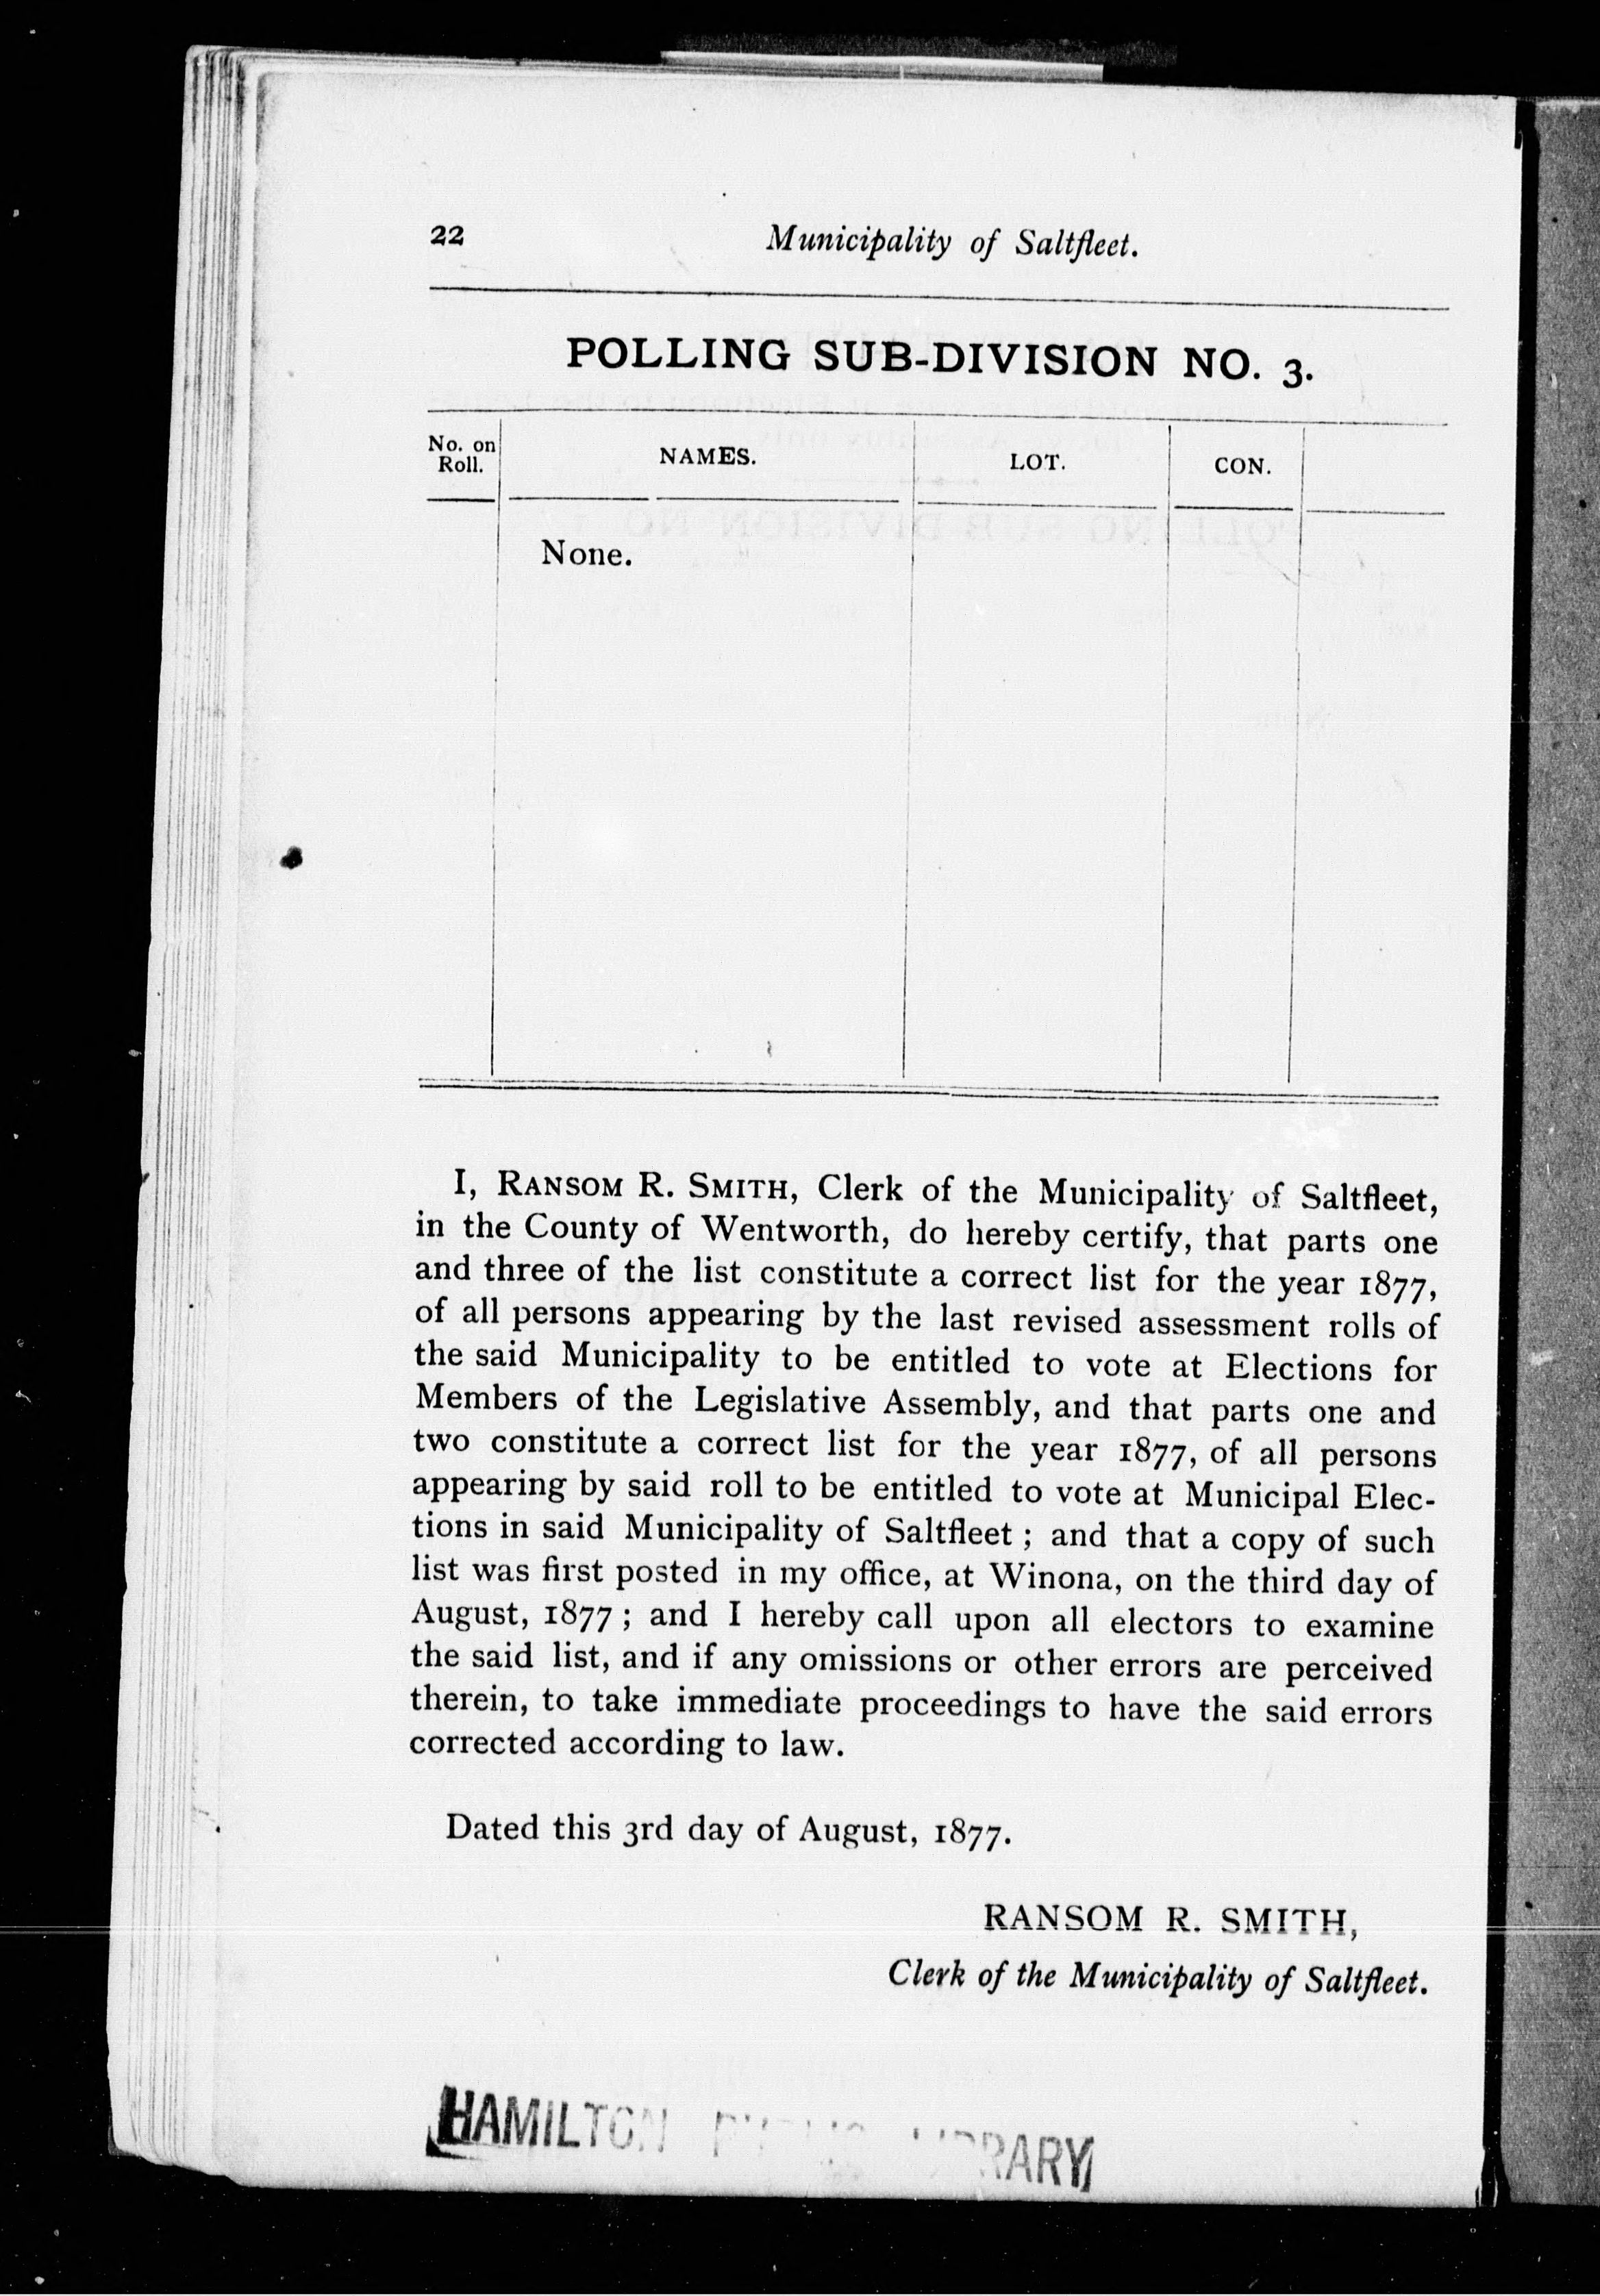 22 Municipality of Saltfleet.
POLLING SUB-DIVISION NO. 3.
No. on Roll. NAMES. LOT. CON.
None.
I, RANSOM R. SMITH, Clerk of the Municipality of Saltfleet,
in the County of Wentworth, do hereby certify, that parts one
and three of the list constitute a correct list for the year 1877,
of all persons appearing by the last revised assessment rolls of
the said Municipality to be entitled to vote at Elections for
Members of the Legislative Assembly, and that parts one and
two constitute a correct list for the year 1877, of all persons
appearing by said roll to be entitled to vote at Municipal Elec-
tions in said Municipality of Saltfleet ; and that a copy of such
list was first posted in my office, at Winona, on the third day of
August, 1877 ; and I hereby call upon all electors to examine
the said list, and if any omissions or other errors are perceived
therein, to take immediate proceedings to have the said errors
corrected according to law.
Dated this 3rd day of August, 1877.
RANSOM R. SMITH,
Clerk of the Municipality of Saltfleet.
HAMILTON PUBLIC LIBRARY